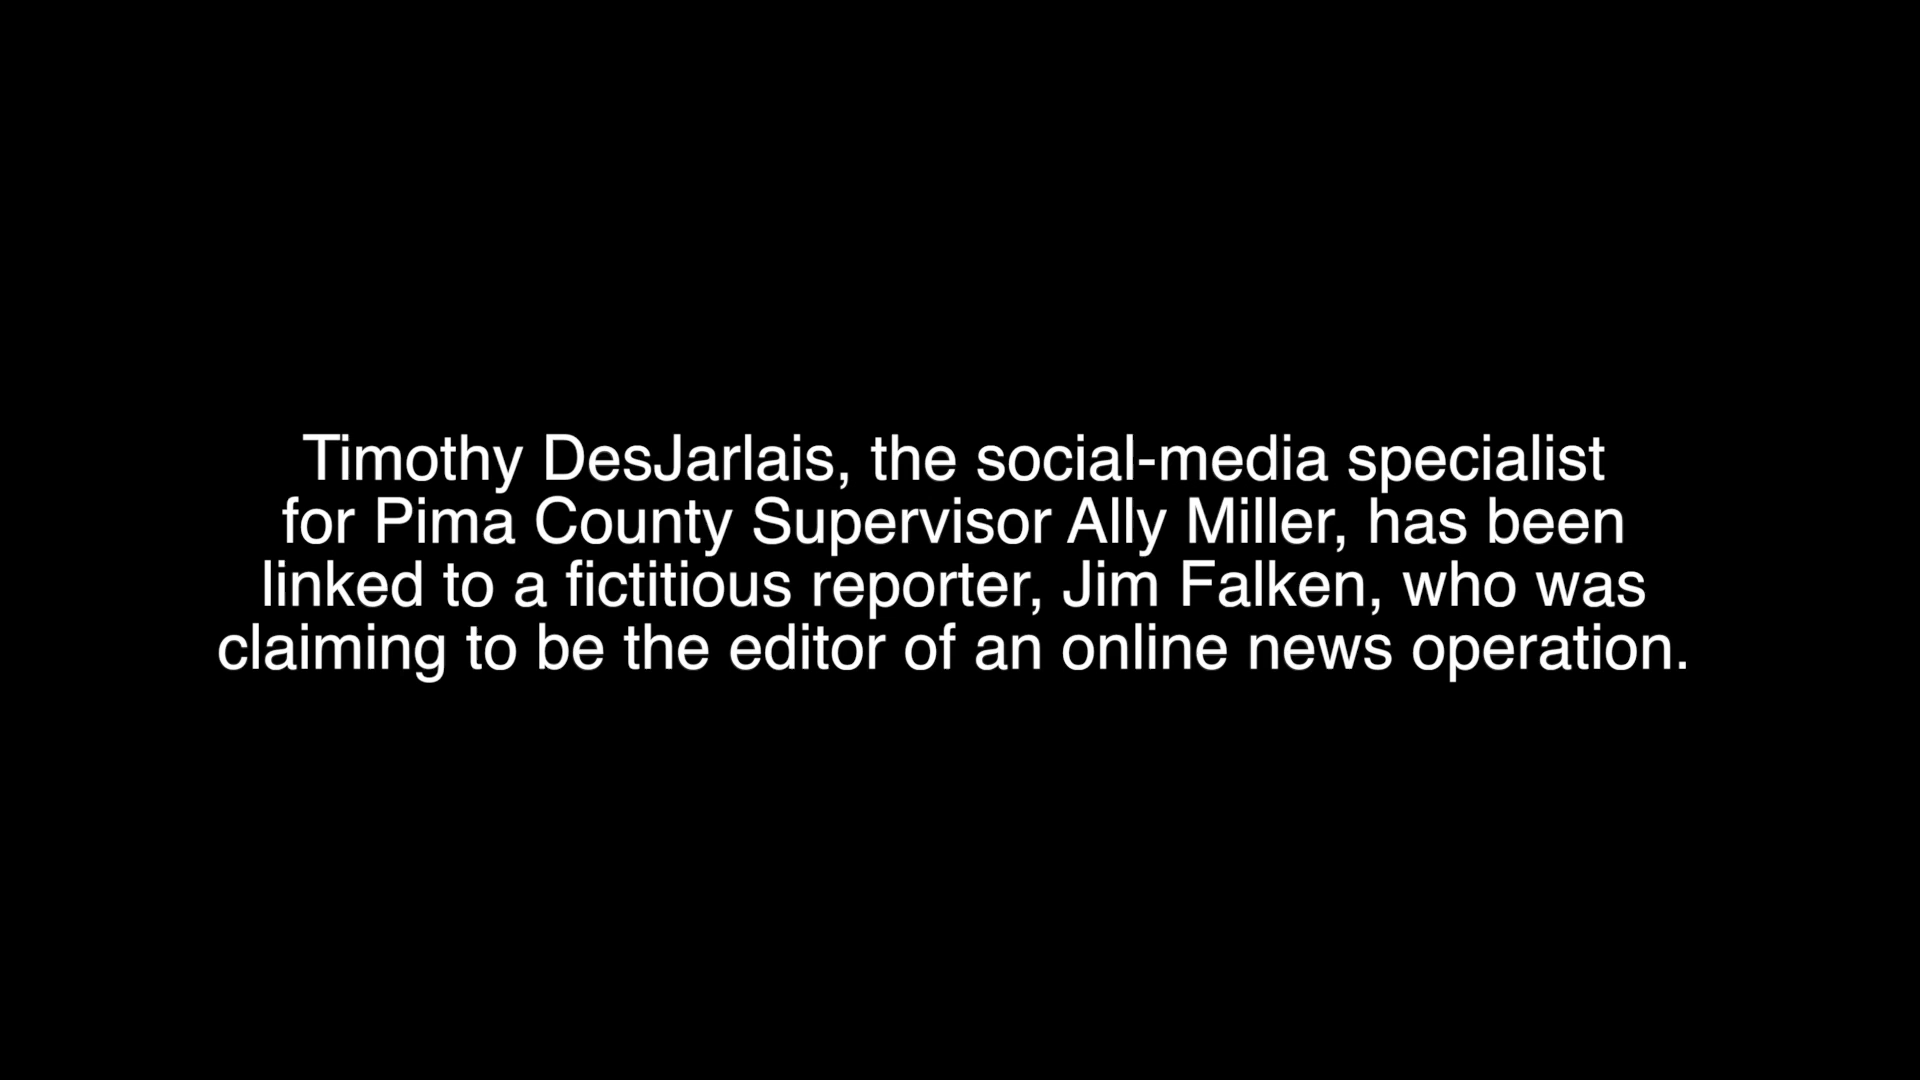 Timothy DesJarlais, the social-media specialist
for Pima County Supervisor Ally Miller, has been
linked to a fictitious reporter, Jim Falken, who was
claiming to be the editor of an online news operation.